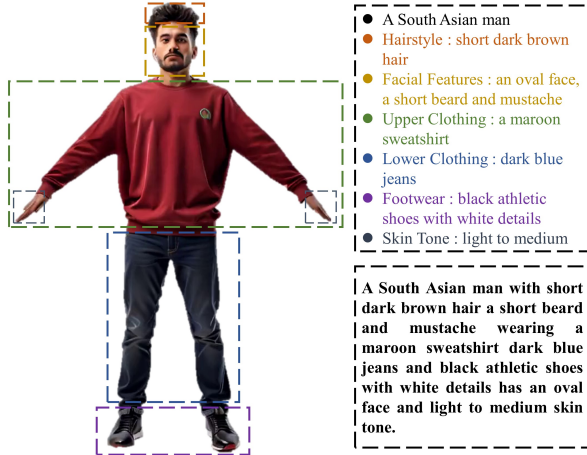 A South Asian man
Hairstyle : short dark brown
hair
Facial Features : an oval face,
a short beard and mustache
Upper Clothing : a maroon
sweatshirt
Lower Clothing : dark blue
jeans
Footwear : black athletic
shoes with white details
Skin Tone : light to medium
A South Asian man with short
dark brown hair a short beard
and mustache wearing a
maroon sweatshirt dark blue
jeans and black athletic shoes
with white details has an oval
face and light to medium skin
tone.